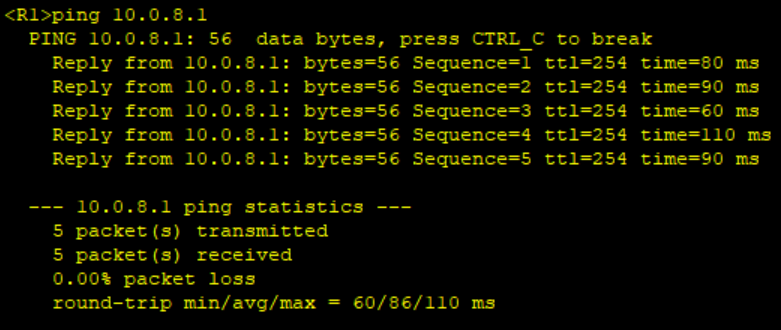 <R1>ping 10.0.8.1
PING 10.0.8.1: 56  data bytes, press CTRL_C to break
Reply from 10.0.8.1: bytes=56 Sequence=1 ttl=254 time=80 ms
Reply from 10.0.8.1: bytes=56 Sequence=2 ttl=254 time=90 ms
Reply from 10.0.8.1: bytes=56 Sequence=3 ttl=254 time=60 ms
Reply from 10.0.8.1: bytes=56 Sequence=4 ttl=254 time=110 ms
Reply from 10.0.8.1: bytes=56 Sequence=5 ttl=254 time=90 ms
--- 10.0.8.1 ping statistics ---
5 packet(s) transmitted
5 packet(s) received
0.00% packet loss
round-trip min/avg/max = 60/86/110 ms